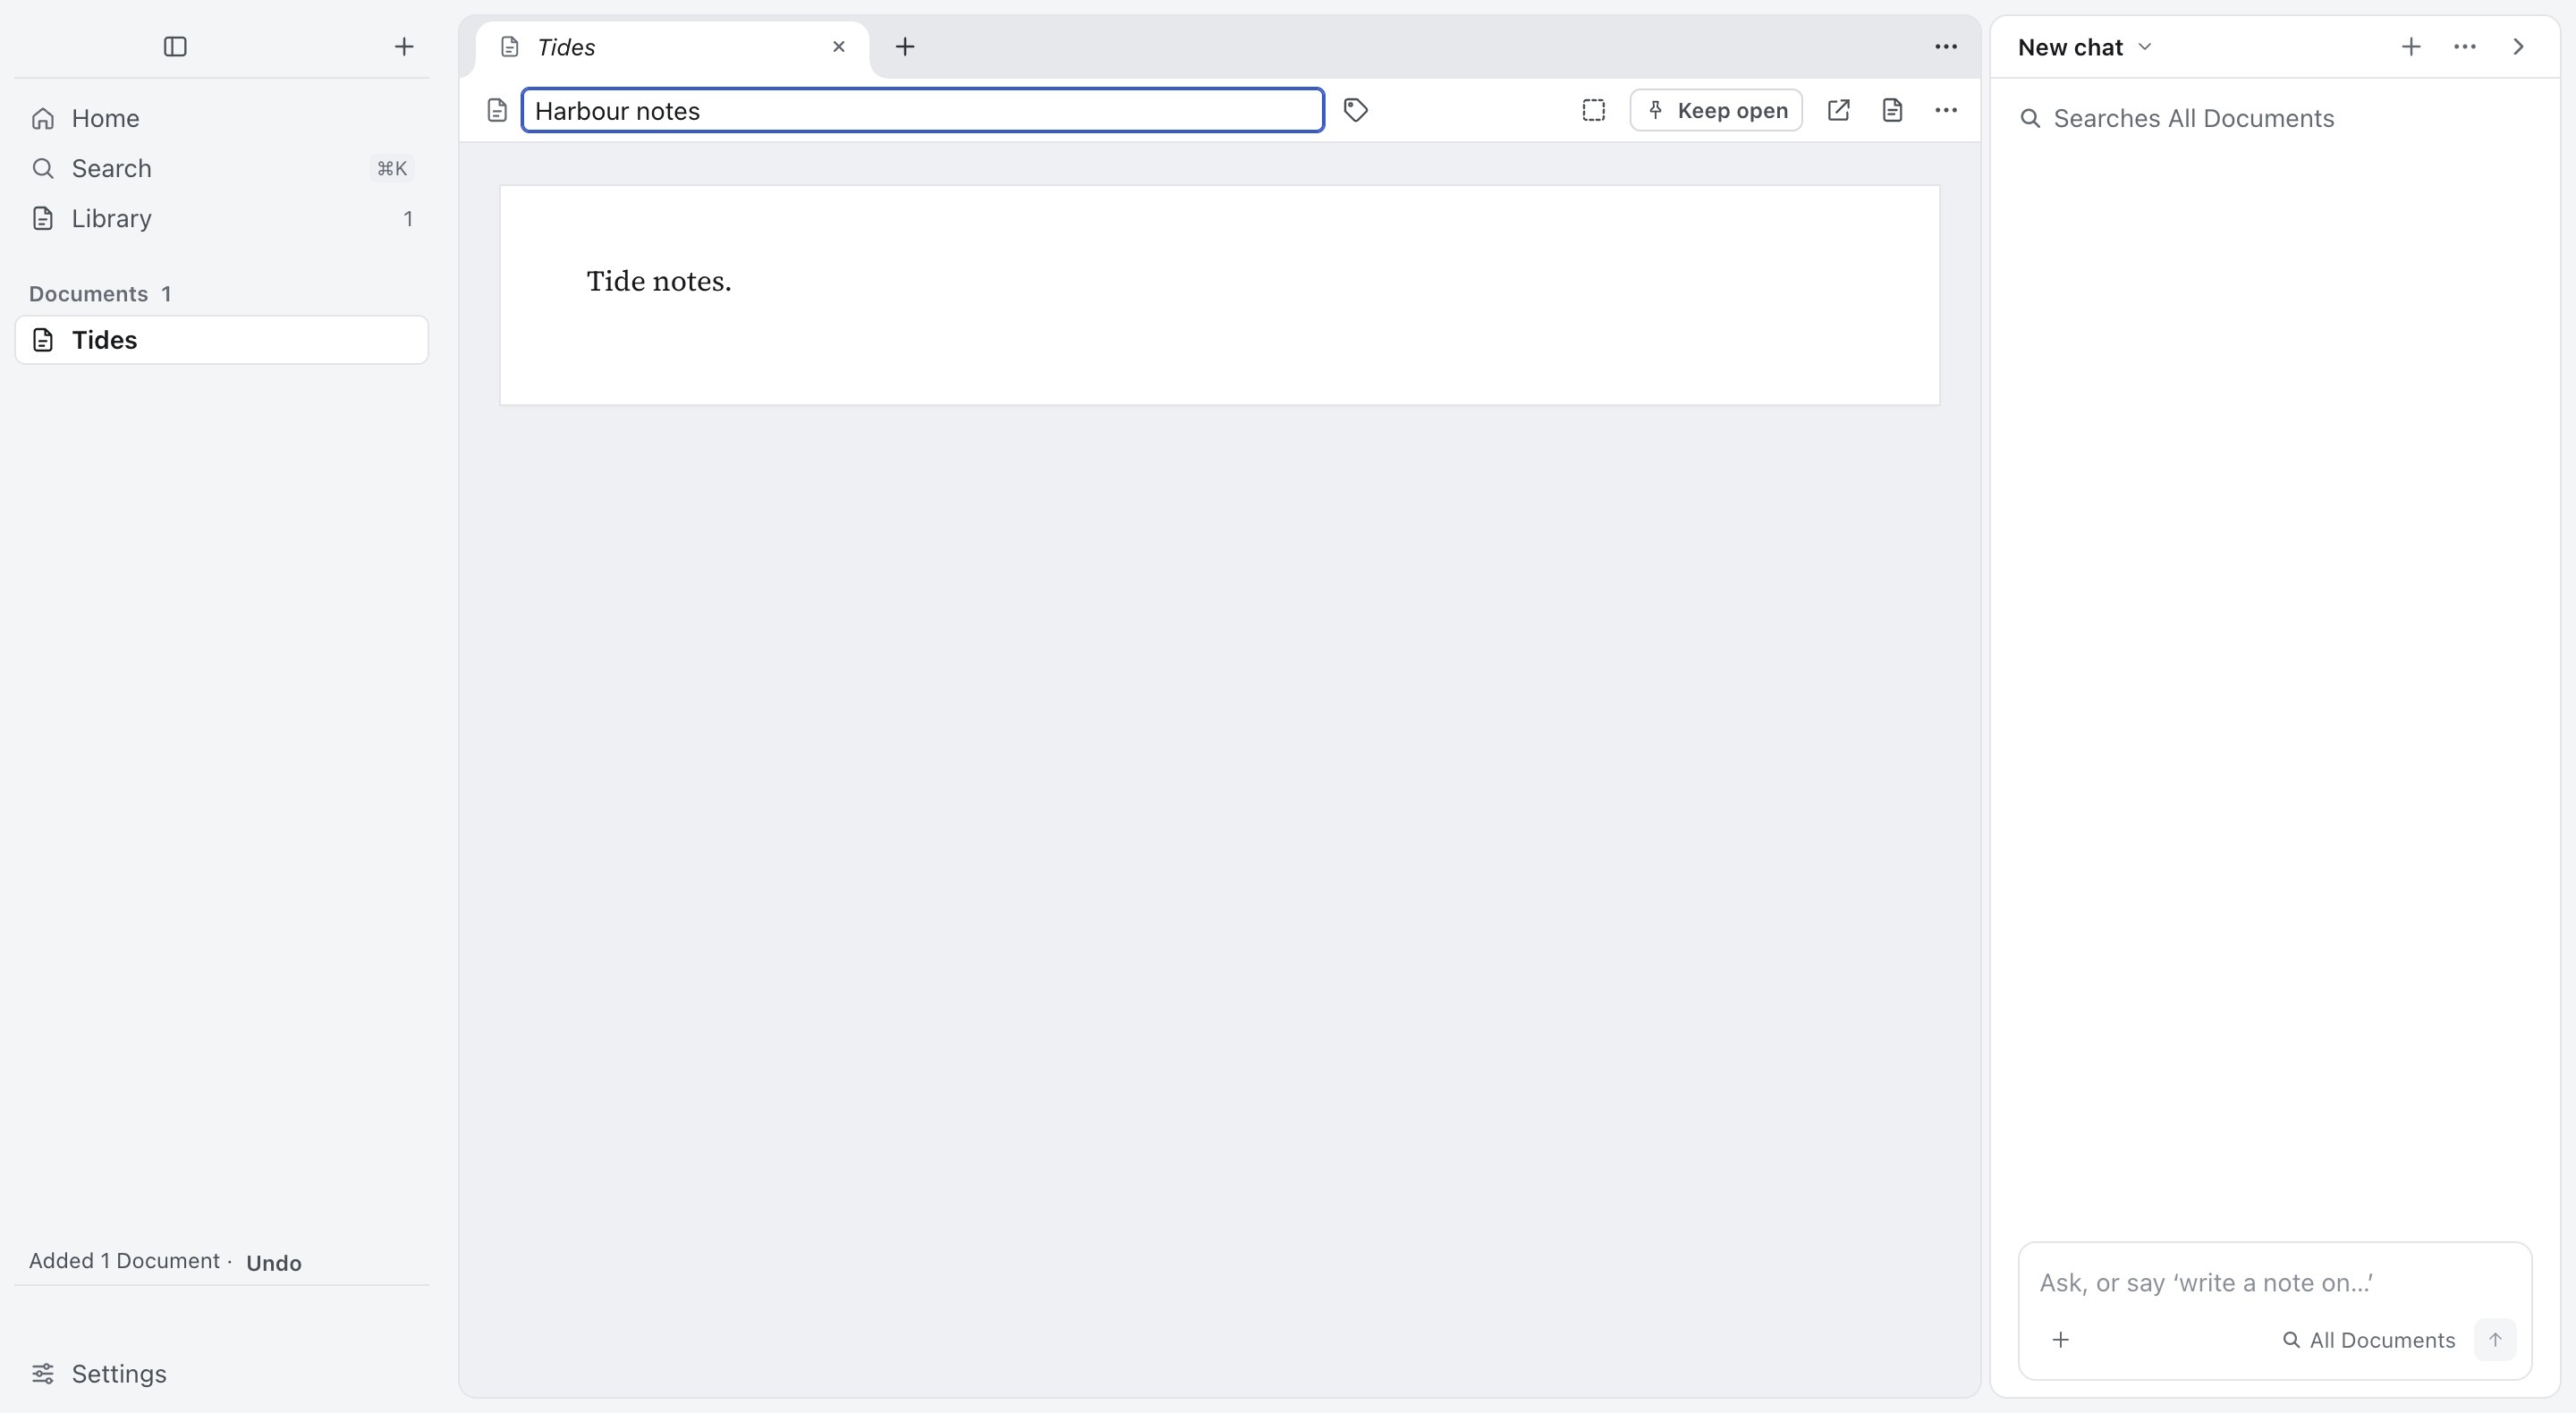 Home
Search ⌘K
Library 1
Documents 1
Tides
Added 1 Document · Undo
Settings
Tides
Harbour notes
Keep open
Tide notes.
New chat
Searches All Documents
Ask, or say ‘write a note on…’
All Documents